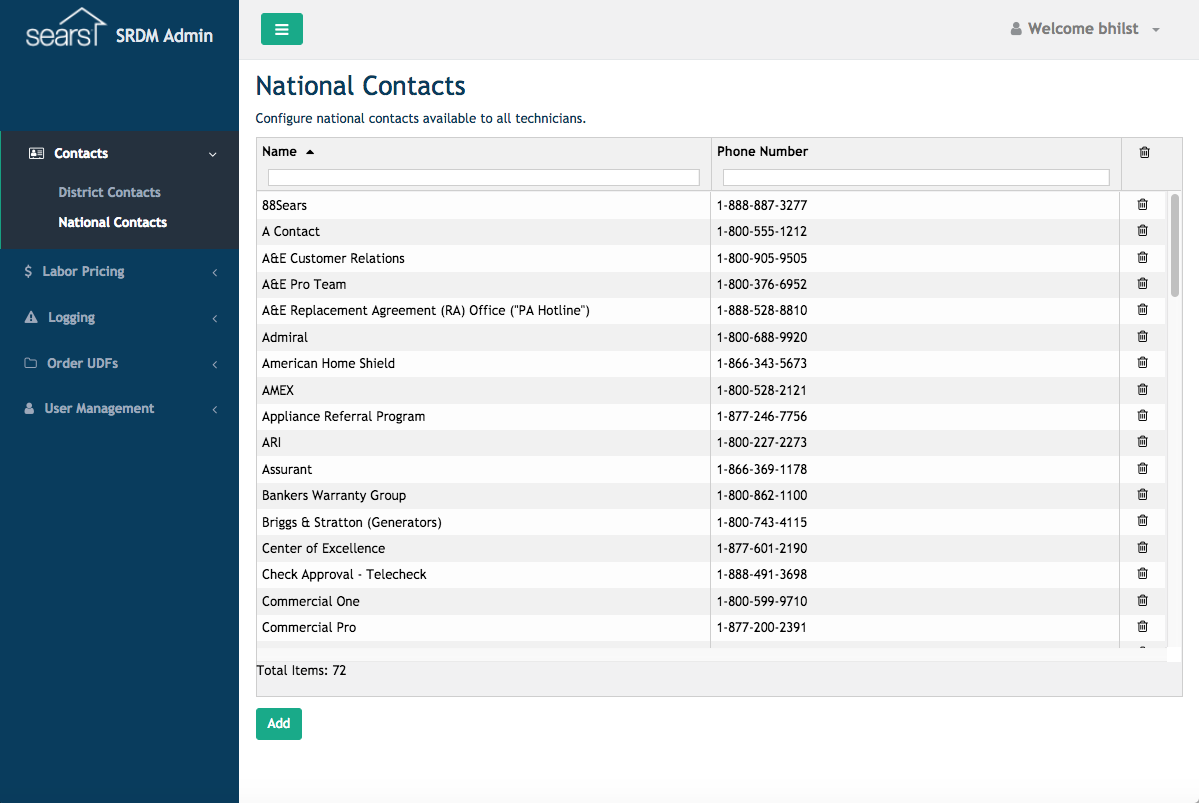 sears SRDM Admin
Welcome bhilst
Contacts
District Contacts
National Contacts
$ Labor Pricing
Logging
Order UDFs
User Management
National Contacts
Configure national contacts available to all technicians.
Name Phone Number
88Sears 1-888-887-3277
A Contact 1-800-555-1212
A&E Customer Relations 1-800-905-9505
A&E Pro Team 1-800-376-6952
A&E Replacement Agreement (RA) Office ("PA Hotline") 1-888-528-8810
Admiral 1-800-688-9920
American Home Shield 1-866-343-5673
AMEX 1-800-528-2121
Appliance Referral Program 1-877-246-7756
ARI 1-800-227-2273
Assurant 1-866-369-1178
Bankers Warranty Group 1-800-862-1100
Briggs & Stratton (Generators) 1-800-743-4115
Center of Excellence 1-877-601-2190
Check Approval - Telecheck 1-888-491-3698
Commercial One 1-800-599-9710
Commercial Pro 1-877-200-2391
Total Items: 72
Add